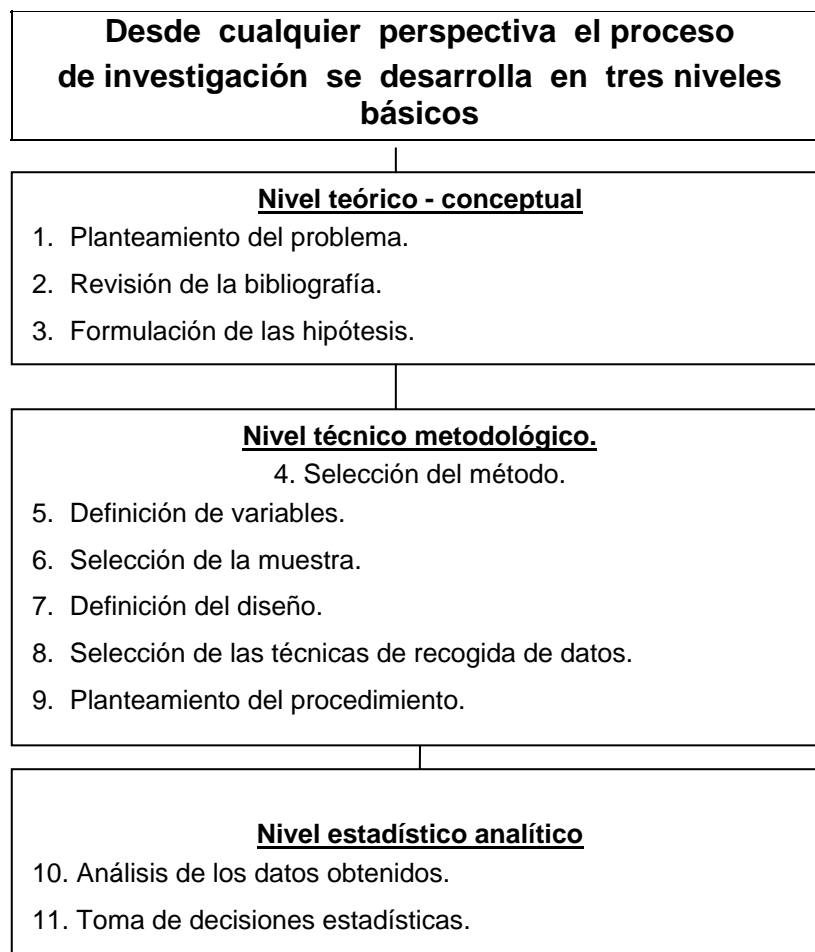 Desde cualquier perspectiva el proceso
de investigación se desarrolla en tres niveles
básicos
Nivel teórico - conceptual
1. Planteamiento del problema.
2. Revisión de la bibliografía.
3. Formulación de las hipótesis.
Nivel técnico metodológico.
4. Selección del método.
5. Definición de variables.
6. Selección de la muestra.
7. Definición del diseño.
8. Selección de las técnicas de recogida de datos.
9. Planteamiento del procedimiento.
Nivel estadístico analítico
10. Análisis de los datos obtenidos.
11. Toma de decisiones estadísticas.